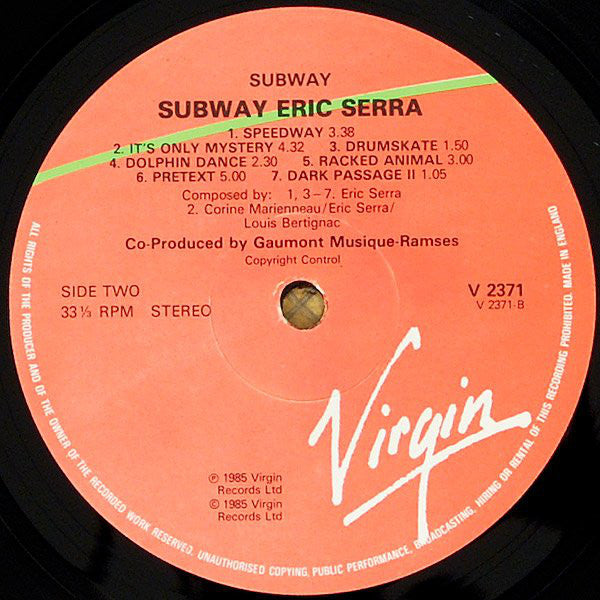 SUBWAY
SUBWAY ERIC SERRA
1. SPEEDWAY 3.38
2. IT'S ONLY MYSTERY 4.32 3. DRUMSKATE 1.50
4. DOLPHIN DANCE 2.30 5. RACKED ANIMAL 3.00
6. PRETEXT 5.00 7. DARK PASSAGE II 1.05
Composed by: 1, 3-7. Eric Serra
2. Corine Marienneau/Eric Serra/
Louis Bertignac
Co-Produced by Gaumont Musique-Ramses
Copyright Control
SIDE TWO
33⅓ RPM STEREO
V 2371
V 2371-B
Virgin
℗ 1985 Virgin
Records Ltd
© 1985 Virgin
Records Ltd
ALL RIGHTS OF THE PRODUCER AND OF THE OWNER OF THE RECORDED WORK RESERVED. UNAUTHORISED COPYING, PUBLIC PERFORMANCE, BROADCASTING, HIRING OR RENTAL OF THIS RECORDING PROHIBITED. MADE IN ENGLAND